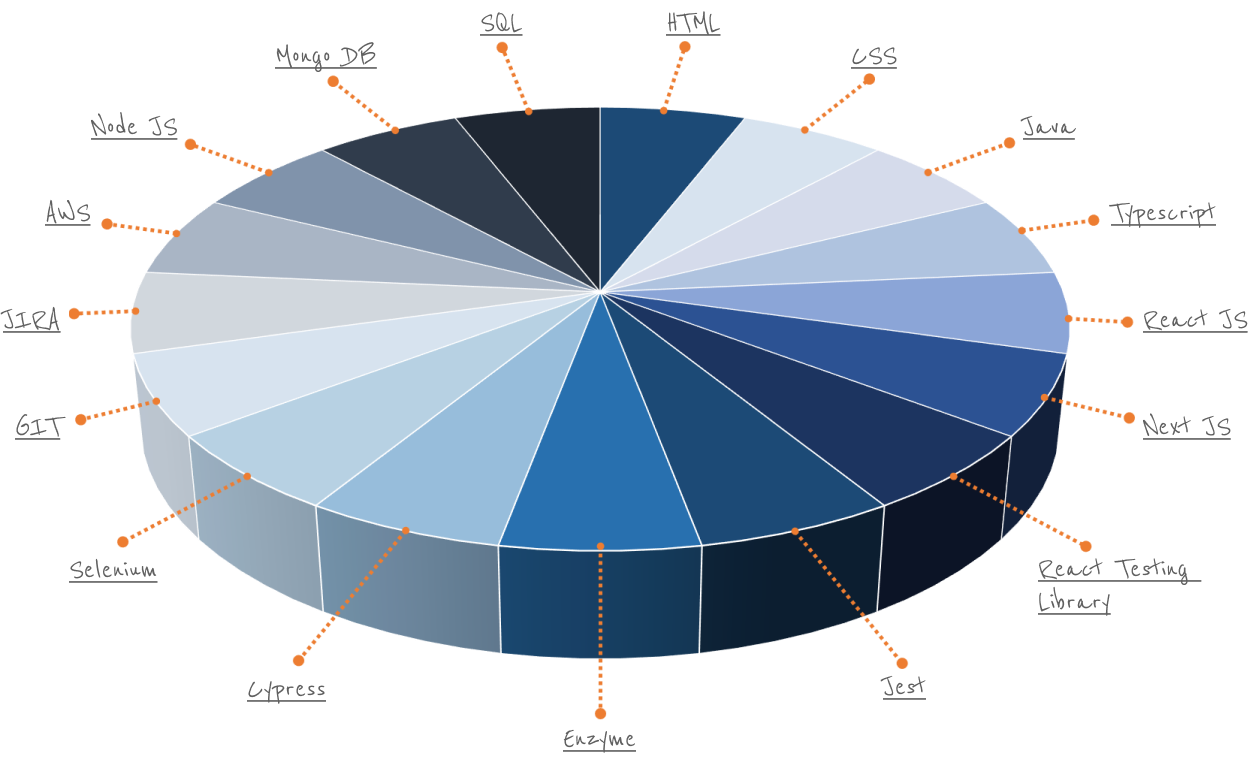 SQL
HTML
CSS
Java
Typescript
React JS
Next JS
React Testing
Library
Jest
Enzyme
Cypress
Selenium
GIT
JIRA
AWS
Node JS
Mongo DB